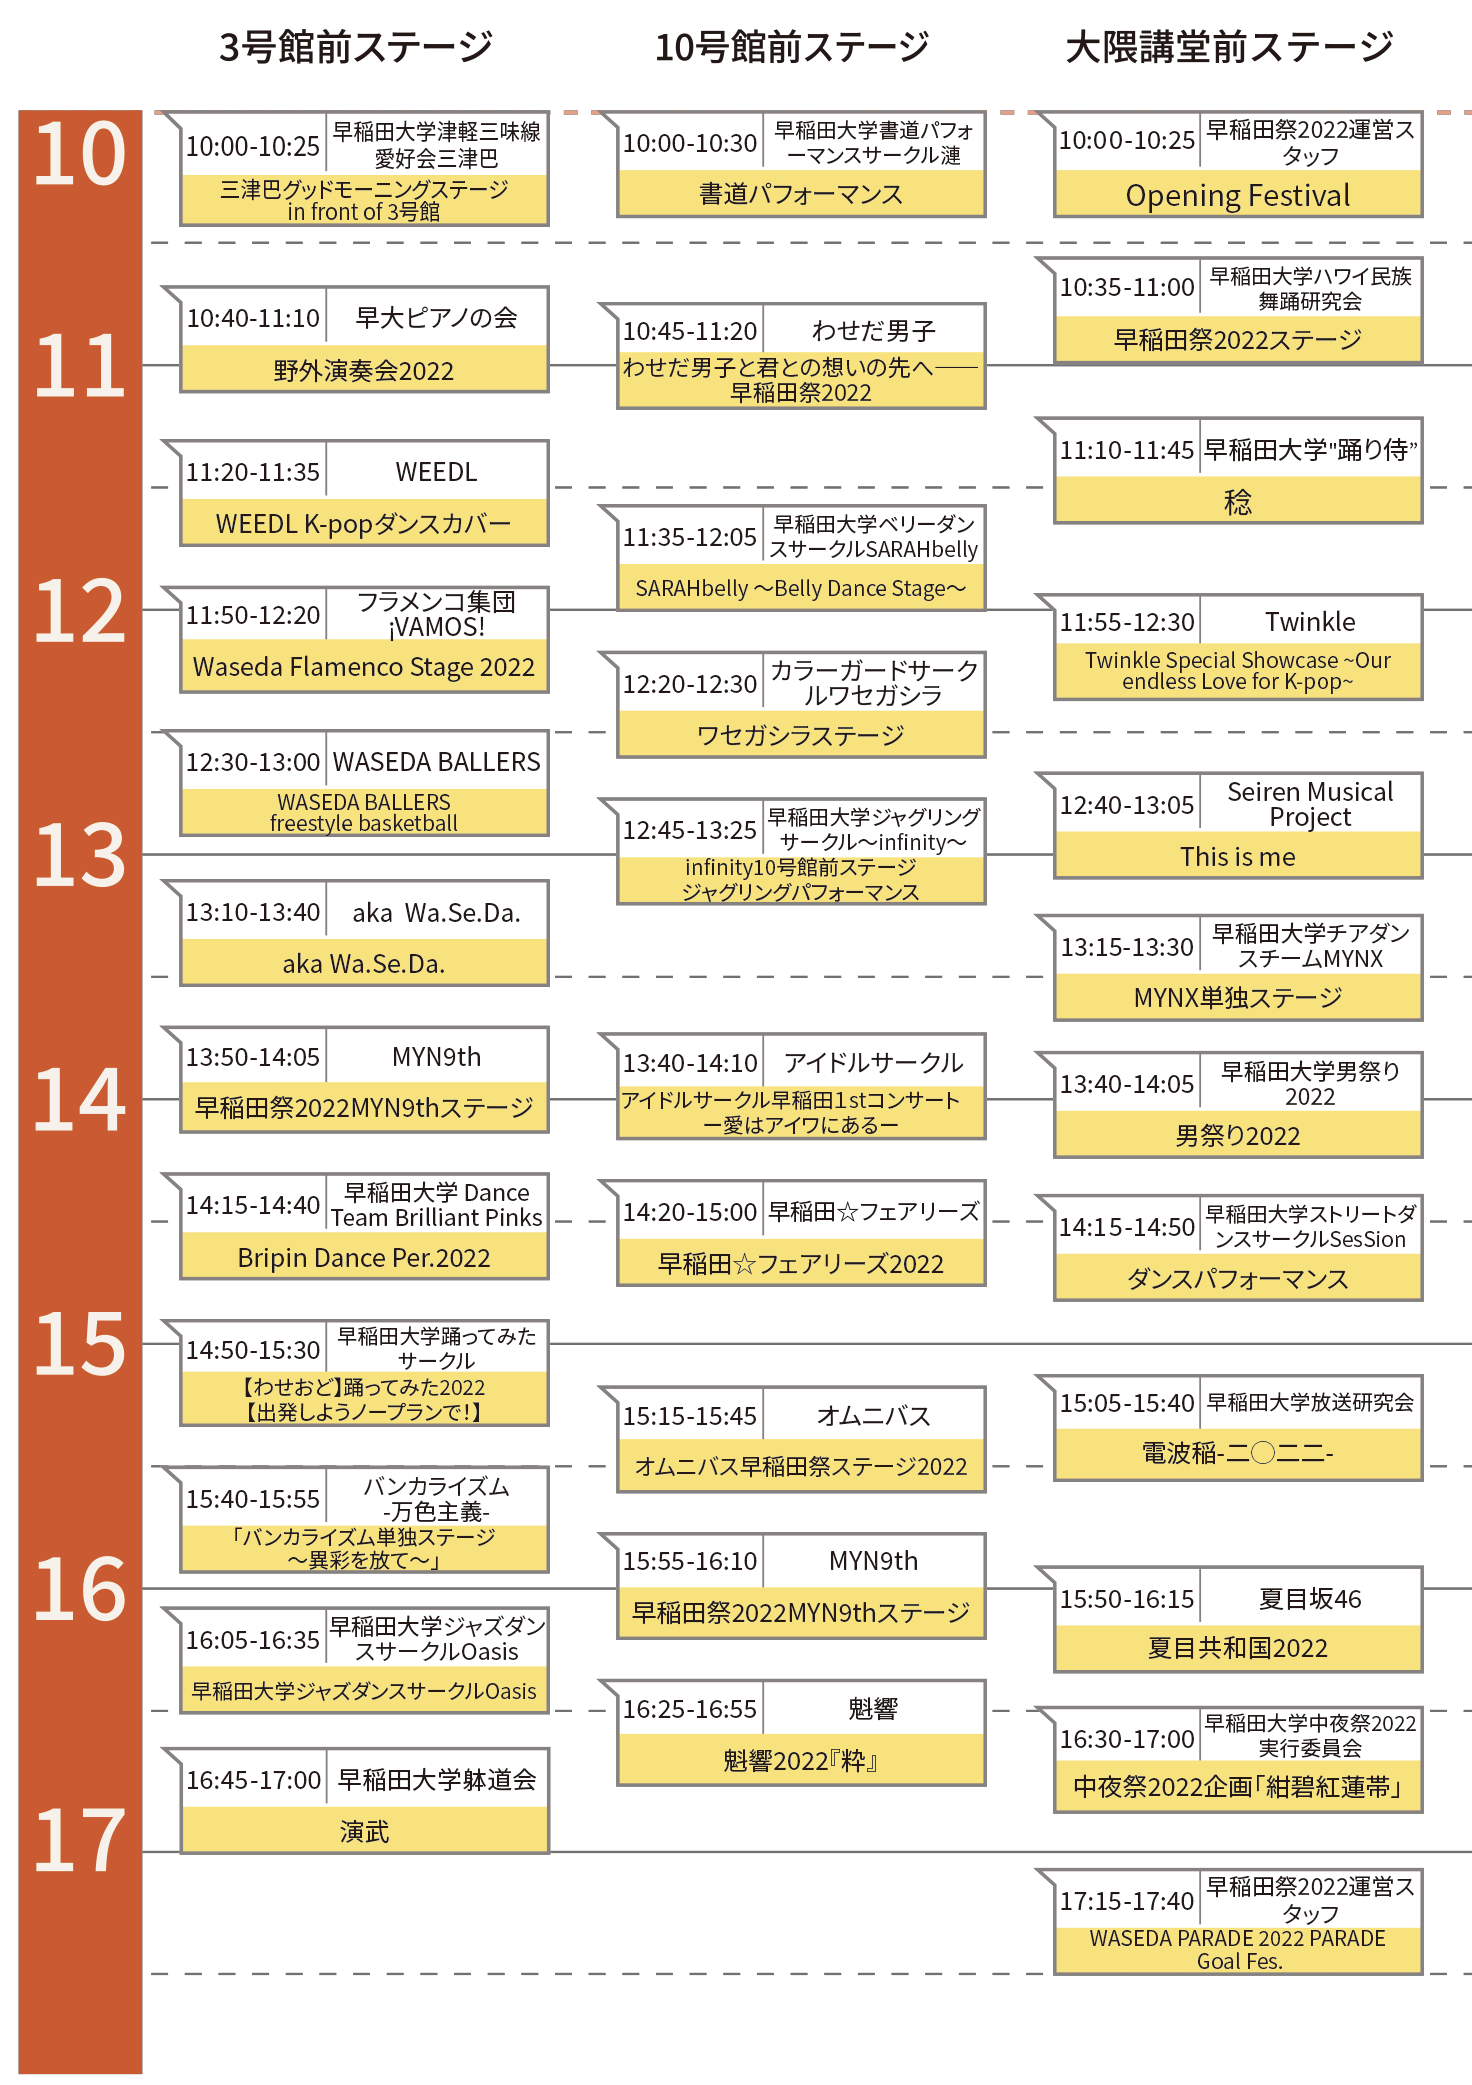 3号館前ステージ
10号館前ステージ
大隈講堂前ステージ
10
11
12
13
14
15
16
17
10:00-10:25
早稲田大学津軽三味線
愛好会三津巴
三津巴グッドモーニングステージ
in front of 3号館
10:40-11:10
早大ピアノの会
野外演奏会2022
11:20-11:35
WEEDL
WEEDL K-popダンスカバー
11:50-12:20
フラメンコ集団
¡VAMOS!
Waseda Flamenco Stage 2022
12:30-13:00
WASEDA BALLERS
WASEDA BALLERS
freestyle basketball
13:10-13:40
aka Wa.Se.Da.
aka Wa.Se.Da.
13:50-14:05
MYN9th
早稲田祭2022MYN9thステージ
14:15-14:40
早稲田大学 Dance
Team Brilliant Pinks
Bripin Dance Per.2022
14:50-15:30
早稲田大学踊ってみた
サークル
【わせおど】踊ってみた2022
【出発しようノープランで!】
15:40-15:55
バンカライズム
-万色主義-
「バンカライズム単独ステージ
～異彩を放て～」
16:05-16:35
早稲田大学ジャズダン
スサークルOasis
早稲田大学ジャズダンスサークルOasis
16:45-17:00
早稲田大学躰道会
演武
10:00-10:30
早稲田大学書道パフォ
ーマンスサークル漣
書道パフォーマンス
10:45-11:20
わせだ男子
わせだ男子と君との想いの先へ――
早稲田祭2022
11:35-12:05
早稲田大学ベリーダン
スサークルSARAHbelly
SARAHbelly ～Belly Dance Stage～
12:20-12:30
カラーガードサーク
ルワセガシラ
ワセガシラステージ
12:45-13:25
早稲田大学ジャグリング
サークル～infinity～
infinity10号館前ステージ
ジャグリングパフォーマンス
13:40-14:10
アイドルサークル
アイドルサークル早稲田1stコンサート
ー愛はアイワにあるー
14:20-15:00
早稲田☆フェアリーズ
早稲田☆フェアリーズ2022
15:15-15:45
オムニバス
オムニバス早稲田祭ステージ2022
15:55-16:10
MYN9th
早稲田祭2022MYN9thステージ
16:25-16:55
魁響
魁響2022『粋』
10:00-10:25
早稲田祭2022運営ス
タッフ
Opening Festival
10:35-11:00
早稲田大学ハワイ民族
舞踊研究会
早稲田祭2022ステージ
11:10-11:45
早稲田大学"踊り侍”
稔
11:55-12:30
Twinkle
Twinkle Special Showcase ~Our
endless Love for K-pop~
12:40-13:05
Seiren Musical
Project
This is me
13:15-13:30
早稲田大学チアダン
スチームMYNX
MYNX単独ステージ
13:40-14:05
早稲田大学男祭り
2022
男祭り2022
14:15-14:50
早稲田大学ストリートダ
ンスサークルSesSion
ダンスパフォーマンス
15:05-15:40
早稲田大学放送研究会
電波稲-二〇二二-
15:50-16:15
夏目坂46
夏目共和国2022
16:30-17:00
早稲田大学中夜祭2022
実行委員会
中夜祭2022企画「紺碧紅蓮帯」
17:15-17:40
早稲田祭2022運営ス
タッフ
WASEDA PARADE 2022 PARADE
Goal Fes.